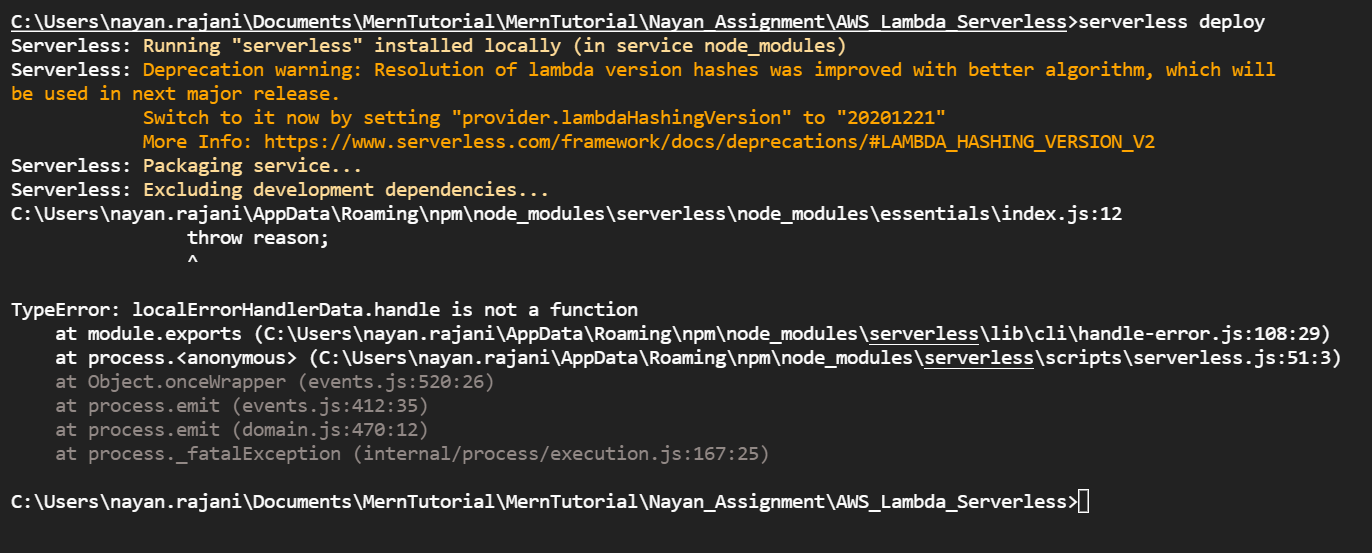 C:\Users\nayan.rajani\Documents\MernTutorial\MernTutorial\Nayan_Assignment\AWS_Lambda_Serverless>serverless deploy
Serverless: Running "serverless" installed locally (in service node_modules)
Serverless: Deprecation warning: Resolution of lambda version hashes was improved with better algorithm, which will
be used in next major release.
            Switch to it now by setting "provider.lambdaHashingVersion" to "20201221"
            More Info: https://www.serverless.com/framework/docs/deprecations/#LAMBDA_HASHING_VERSION_V2
Serverless: Packaging service...
Serverless: Excluding development dependencies...
C:\Users\nayan.rajani\AppData\Roaming\npm\node_modules\serverless\node_modules\essentials\index.js:12
                throw reason;
                ^
TypeError: localErrorHandlerData.handle is not a function
    at module.exports (C:\Users\nayan.rajani\AppData\Roaming\npm\node_modules\serverless\lib\cli\handle-error.js:108:29)
    at process.<anonymous> (C:\Users\nayan.rajani\AppData\Roaming\npm\node_modules\serverless\scripts\serverless.js:51:3)
    at Object.onceWrapper (events.js:520:26)
    at process.emit (events.js:412:35)
    at process.emit (domain.js:470:12)
    at process._fatalException (internal/process/execution.js:167:25)
C:\Users\nayan.rajani\Documents\MernTutorial\MernTutorial\Nayan_Assignment\AWS_Lambda_Serverless>